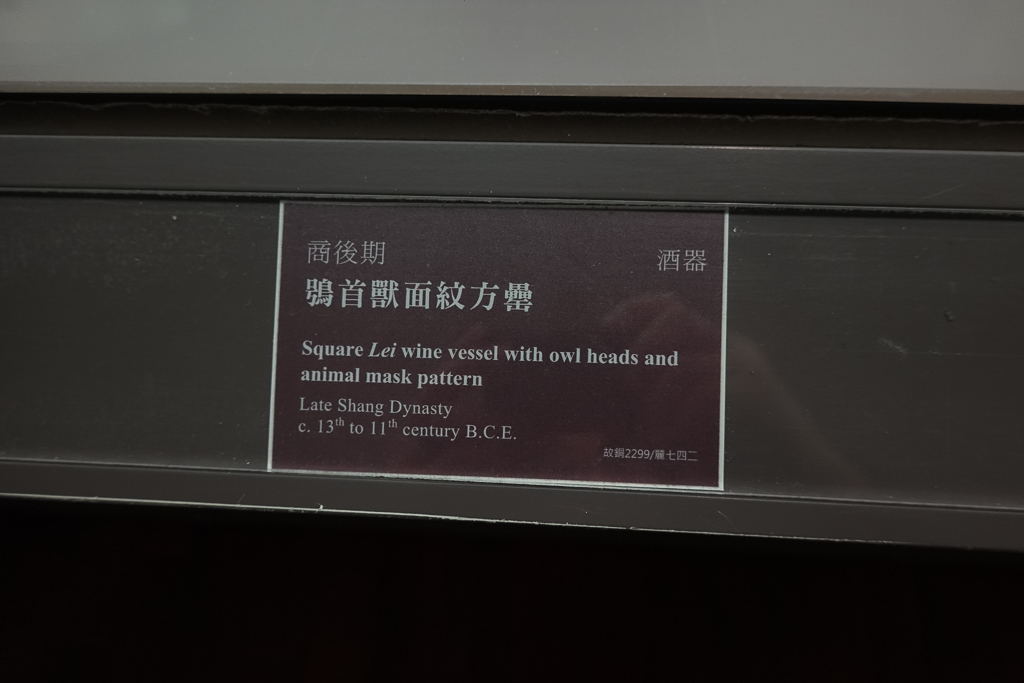 商後期 酒器
鴞首獸面紋方罍
Square Lei wine vessel with owl heads and
animal mask pattern
Late Shang Dynasty
c. 13th to 11th century B.C.E.
故銅2299/麗七四二